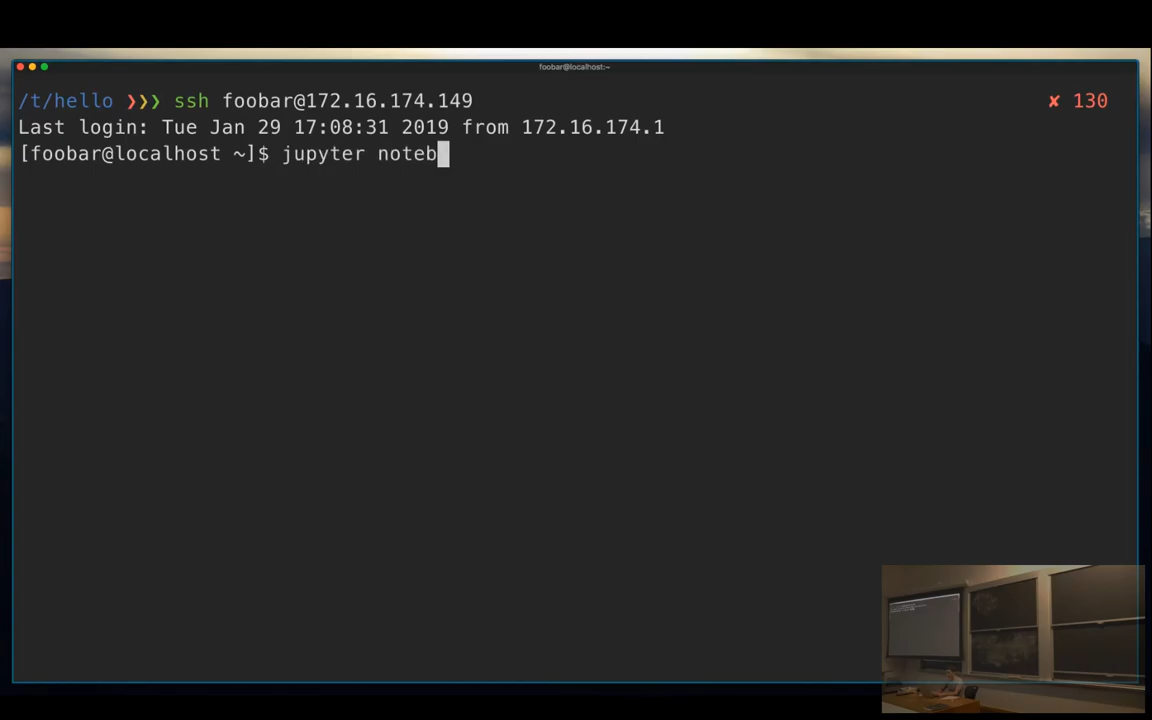 foobar@localhost:~
/t/hello ❯❯❯ ssh foobar@172.16.174.149 ✘ 130
Last login: Tue Jan 29 17:08:31 2019 from 172.16.174.1
[foobar@localhost ~]$ jupyter noteb